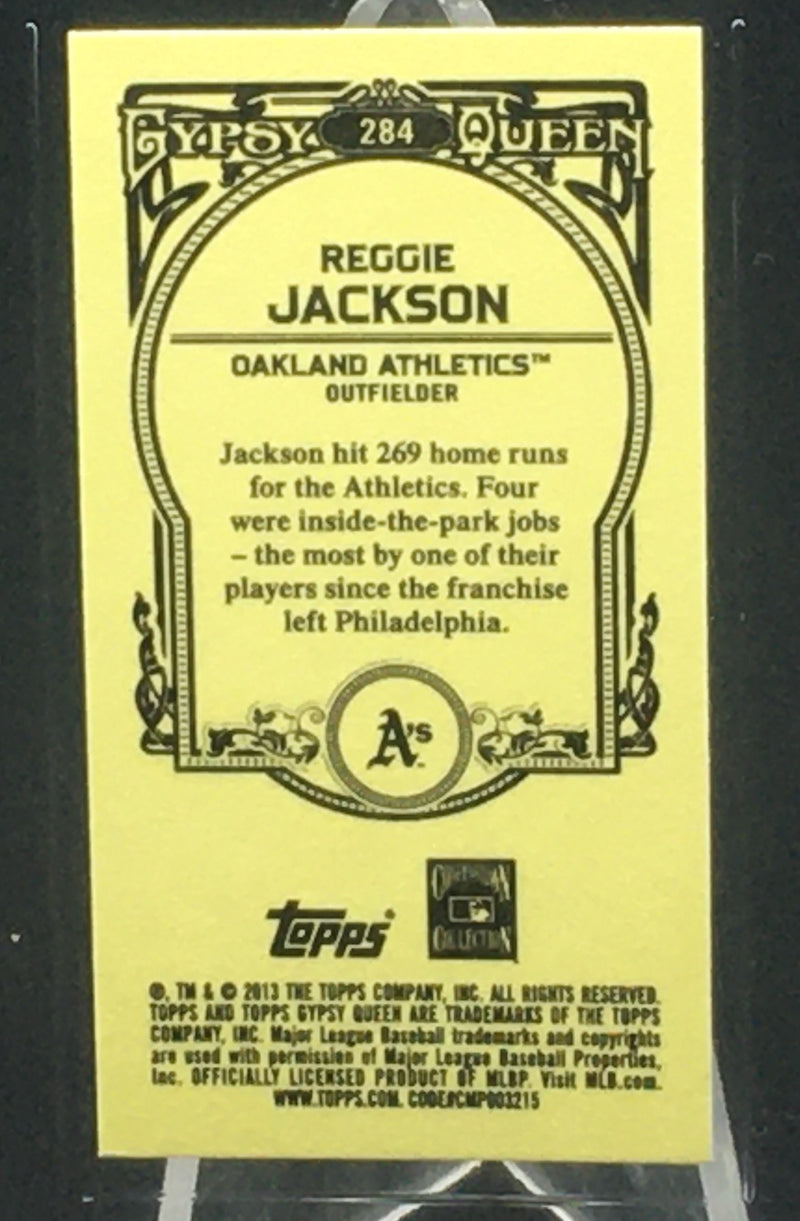 GYPSY 284 QUEEN
REGGIE
JACKSON
OAKLAND ATHLETICS™
OUTFIELDER
Jackson hit 269 home runs
for the Athletics. Four
were inside-the-park jobs
– the most by one of their
players since the franchise
left Philadelphia.
A's
Topps®
COLLECTION
®, TM & © 2013 THE TOPPS COMPANY, INC. ALL RIGHTS RESERVED.
TOPPS AND TOPPS GYPSY QUEEN ARE TRADEMARKS OF THE TOPPS
COMPANY, INC. Major League Baseball trademarks and copyrights
are used with permission of Major League Baseball Properties,
Inc. OFFICIALLY LICENSED PRODUCT OF MLBP. Visit MLB.com.
WWW.TOPPS.COM. CODE#CMP003215